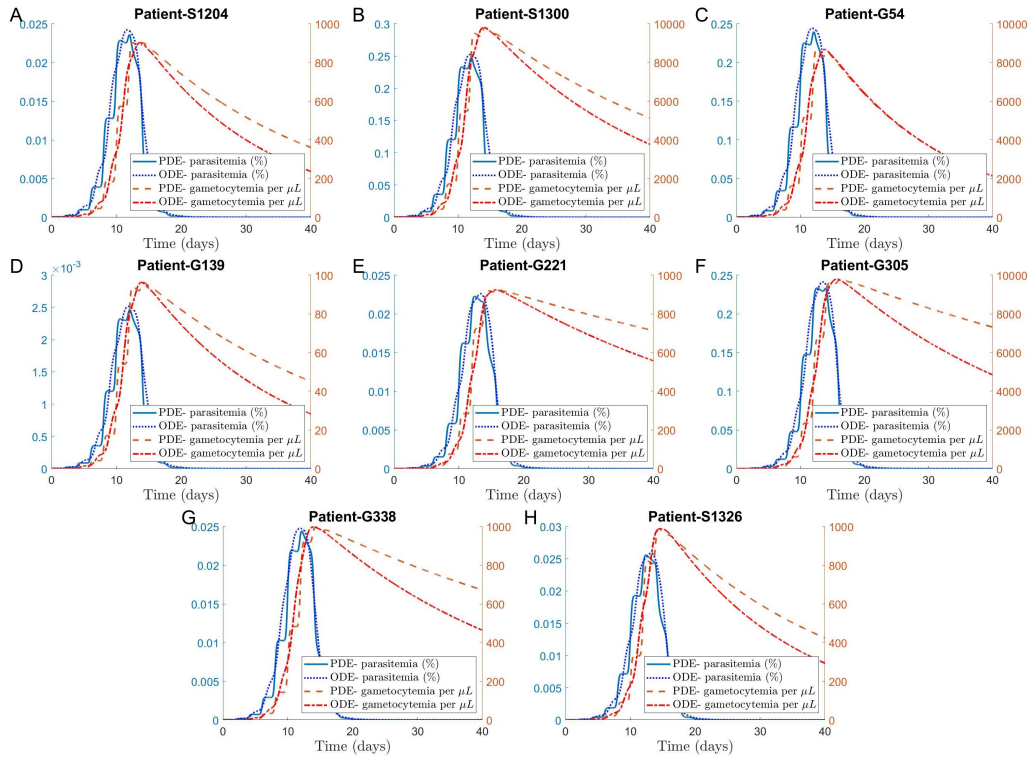 A
Patient-S1204
0.025
0.02
0.015
0.01
0.005
0
1000
800
600
400
200
0
PDE- parasitemia (%)
ODE- parasitemia (%)
PDE- gametocytemia per μL
ODE- gametocytemia per μL
0 10 20 30 40
Time (days)
B
Patient-S1300
0.3
0.25
0.2
0.15
0.1
0.05
0
10000
8000
6000
4000
2000
0
PDE- parasitemia (%)
ODE- parasitemia (%)
PDE- gametocytemia per μL
ODE- gametocytemia per μL
0 10 20 30 40
Time (days)
C
Patient-G54
0.25
0.2
0.15
0.1
0.05
0
10000
8000
6000
4000
2000
0
PDE- parasitemia (%)
ODE- parasitemia (%)
PDE- gametocytemia per μL
ODE- gametocytemia per μL
0 10 20 30 40
Time (days)
D
Patient-G139
×10⁻³
3
2.5
2
1.5
1
0.5
0
100
80
60
40
20
0
PDE- parasitemia (%)
ODE- parasitemia (%)
PDE- gametocytemia per μL
ODE- gametocytemia per μL
0 10 20 30 40
Time (days)
E
Patient-G221
0.025
0.02
0.015
0.01
0.005
0
1000
800
600
400
200
0
PDE- parasitemia (%)
ODE- parasitemia (%)
PDE- gametocytemia per μL
ODE- gametocytemia per μL
0 10 20 30 40
Time (days)
F
Patient-G305
0.25
0.2
0.15
0.1
0.05
0
10000
8000
6000
4000
2000
0
PDE- parasitemia (%)
ODE- parasitemia (%)
PDE- gametocytemia per μL
ODE- gametocytemia per μL
0 10 20 30 40
Time (days)
G
Patient-G338
0.025
0.02
0.015
0.01
0.005
0
1000
800
600
400
200
0
PDE- parasitemia (%)
ODE- parasitemia (%)
PDE- gametocytemia per μL
ODE- gametocytemia per μL
0 10 20 30 40
Time (days)
H
Patient-S1326
0.03
0.025
0.02
0.015
0.01
0.005
0
1000
800
600
400
200
0
PDE- parasitemia (%)
ODE- parasitemia (%)
PDE- gametocytemia per μL
ODE- gametocytemia per μL
0 10 20 30 40
Time (days)